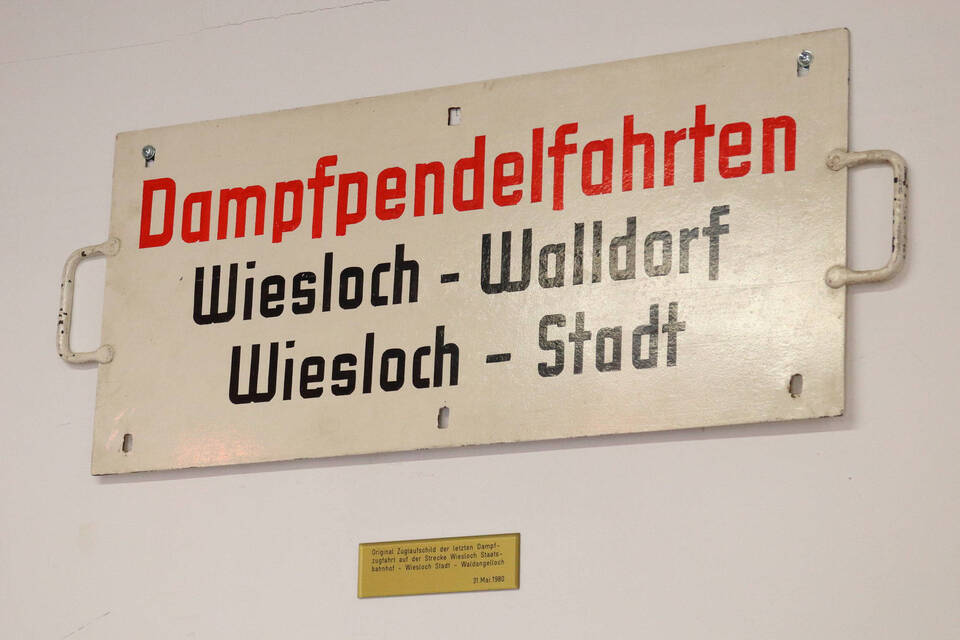 Dampfpendelfahrten
Wiesloch - Walldorf
Wiesloch - Stadt
Original Zuglaufschild der letzten Dampf-
zugfahrt auf der Strecke Wiesloch Staats-
bahnhof - Wiesloch Stadt - Waldangelloch
31.Mai.1980